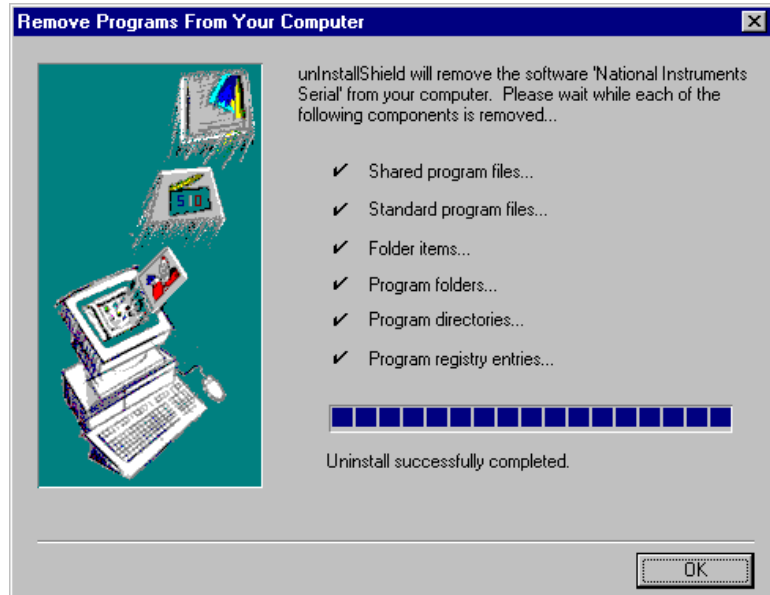 Remove Programs From Your Computer
unInstallShield will remove the software 'National Instruments
Serial' from your computer.  Please wait while each of the
following components is removed...
Shared program files...
Standard program files...
Folder items...
Program folders...
Program directories...
Program registry entries...
Uninstall successfully completed.
OK